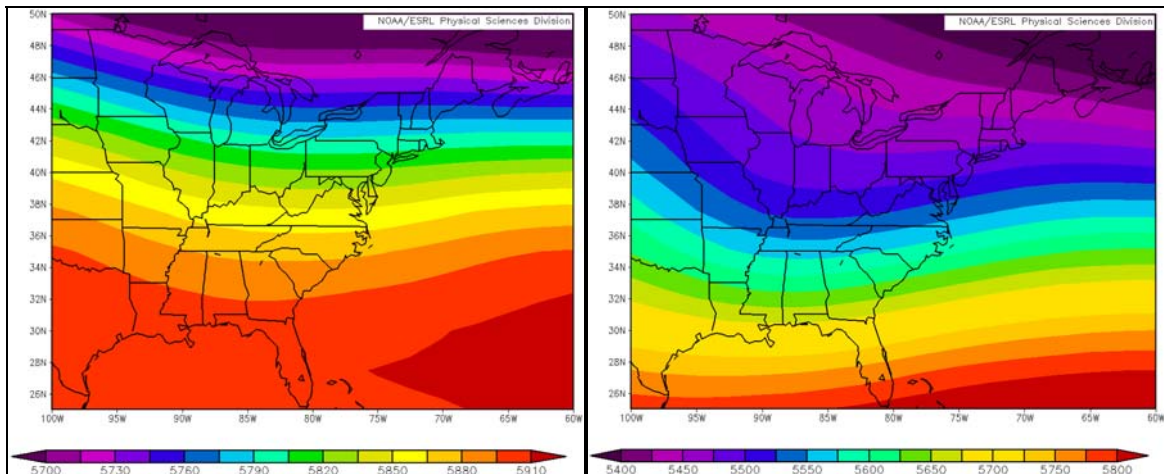 NOAA/ESRL Physical Sciences Division
50N
48N
46N
44N
42N
40N
38N
36N
34N
32N
30N
28N
26N
100W 95W 90W 85W 80W 75W 70W 65W 60W
5700 5730 5760 5790 5820 5850 5880 5910
NOAA/ESRL Physical Sciences Division
50N
48N
46N
44N
42N
40N
38N
36N
34N
32N
30N
28N
26N
100W 95W 90W 85W 80W 75W 70W 65W 60W
5400 5450 5500 5550 5600 5650 5700 5750 5800